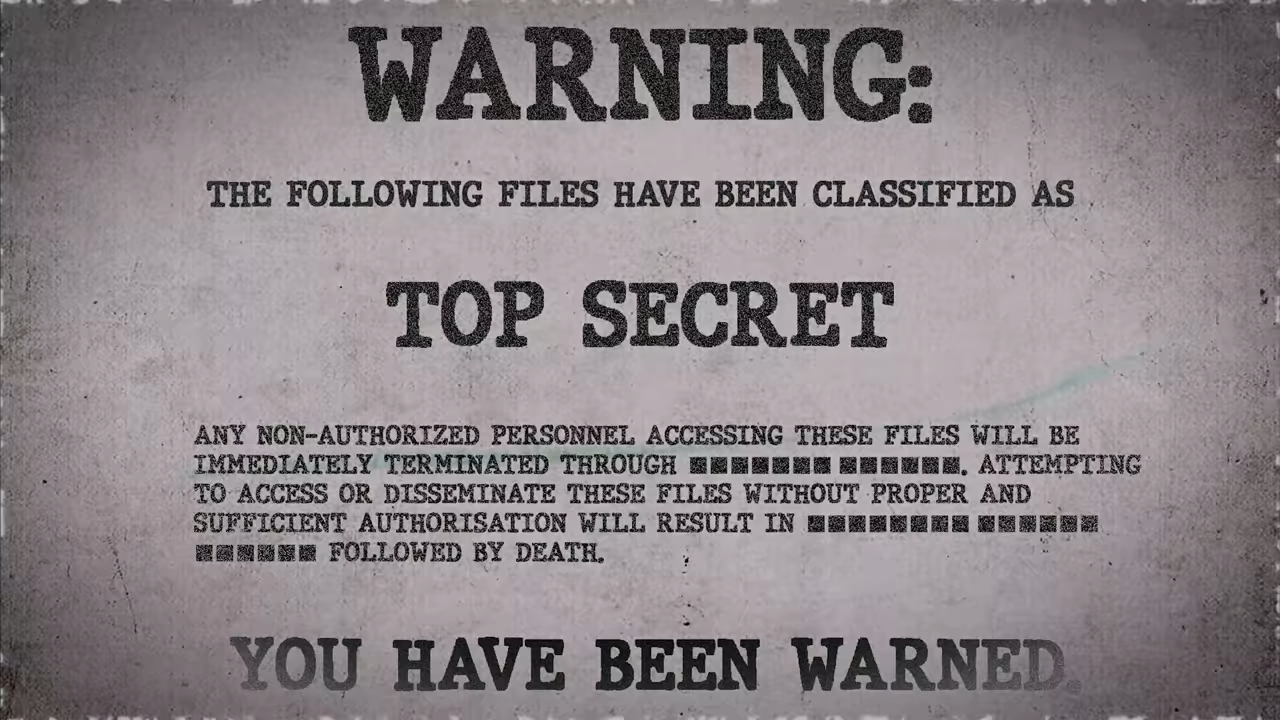 WARNING:
THE FOLLOWING FILES HAVE BEEN CLASSIFIED AS
TOP SECRET
ANY NON-AUTHORIZED PERSONNEL ACCESSING THESE FILES WILL BE
IMMEDIATELY TERMINATED THROUGH ■■■■■■■ ■■■■■■. ATTEMPTING
TO ACCESS OR DISSEMINATE THESE FILES WITHOUT PROPER AND
SUFFICIENT AUTHORISATION WILL RESULT IN ■■■■■■■■ ■■■■■■
■■■■■■ FOLLOWED BY DEATH.
YOU HAVE BEEN WARNED.